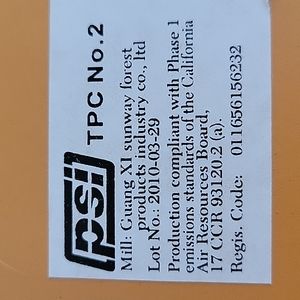 psi TPC No.2
Mill: Guang XI sunway forest
products industry co., ltd
Lot No.: 2010-03-29
Production compliant with Phase 1
emissions standards of the California
Air Resources Board,
17 CCR 93120.2 (a).
Regis. Code: 011656156232